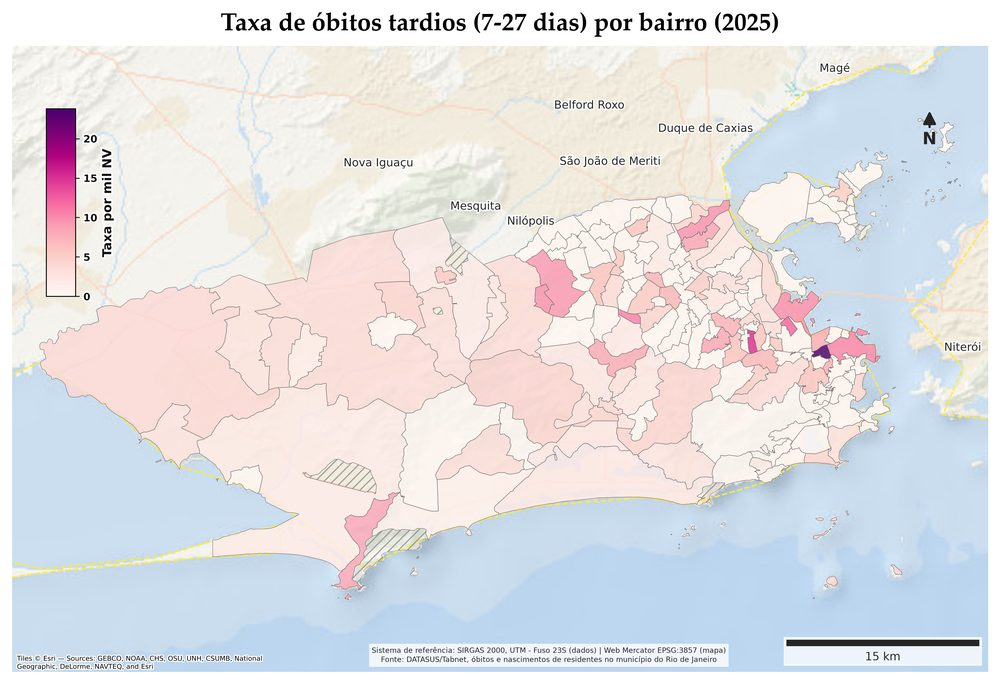 Taxa de óbitos tardios (7-27 dias) por bairro (2025)
Magé
Belford Roxo
Duque de Caxias
N
São João de Meriti
Nova Iguaçu
Mesquita
Nilópolis
20
15
10
5
0
Taxa por mil NV
Niterói
15 km
Sistema de referência: SIRGAS 2000, UTM - Fuso 23S (dados) | Web Mercator EPSG:3857 (mapa)
Fonte: DATASUS/Tabnet, óbitos e nascimentos de residentes no município do Rio de Janeiro
Tiles © Esri — Sources: GEBCO, NOAA, CHS, OSU, UNH, CSUMB, National
Geographic, DeLorme, NAVTEQ, and Esri